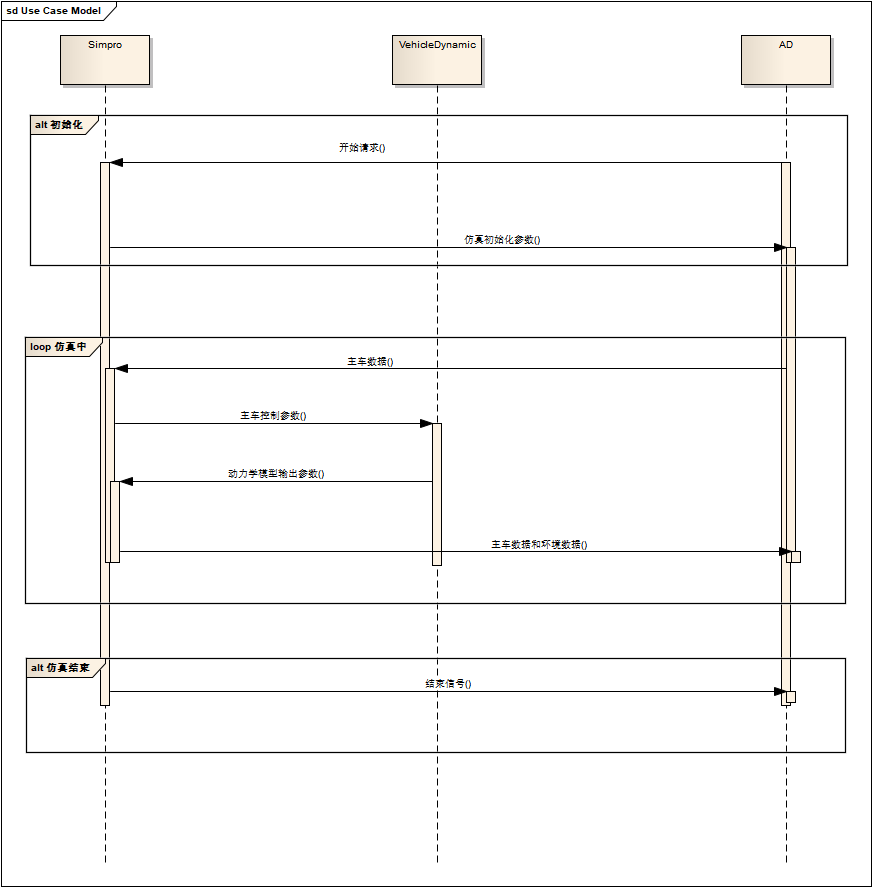 sd Use Case Model
Simpro
VehicleDynamic
AD
alt 初始化
开始请求()
仿真初始化参数()
loop 仿真中
主车数据()
主车控制参数()
动力学模型输出参数()
主车数据和环境数据()
alt 仿真结束
结束信号()